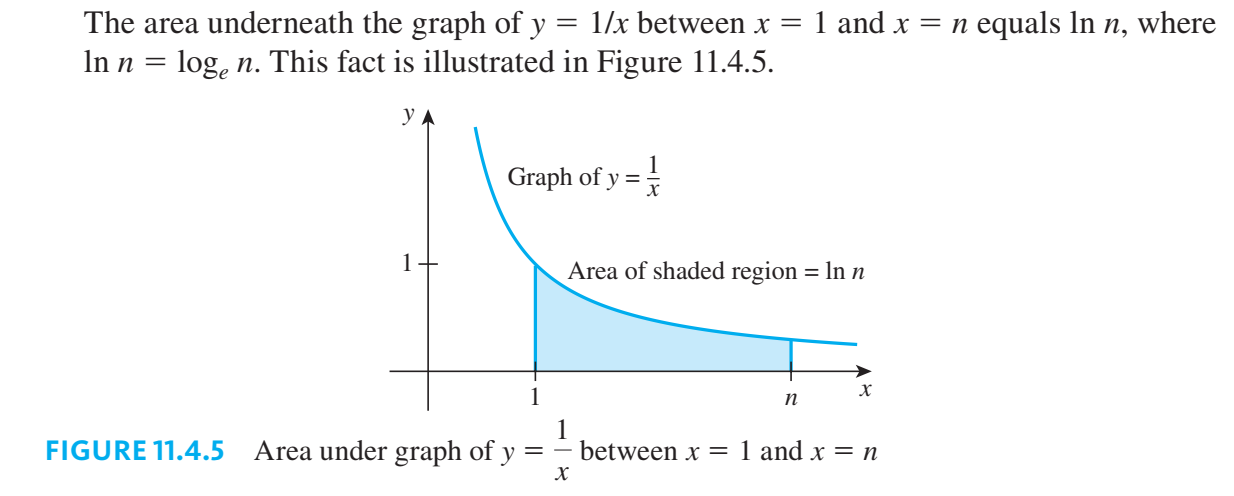 The area underneath the graph of y = 1/x between x = 1 and x = n equals ln n, where
ln n = logₑ n. This fact is illustrated in Figure 11.4.5.
y
Graph of y = 1/x
1
Area of shaded region = ln n
1
n
x
FIGURE 11.4.5 Area under graph of y = 1/x between x = 1 and x = n